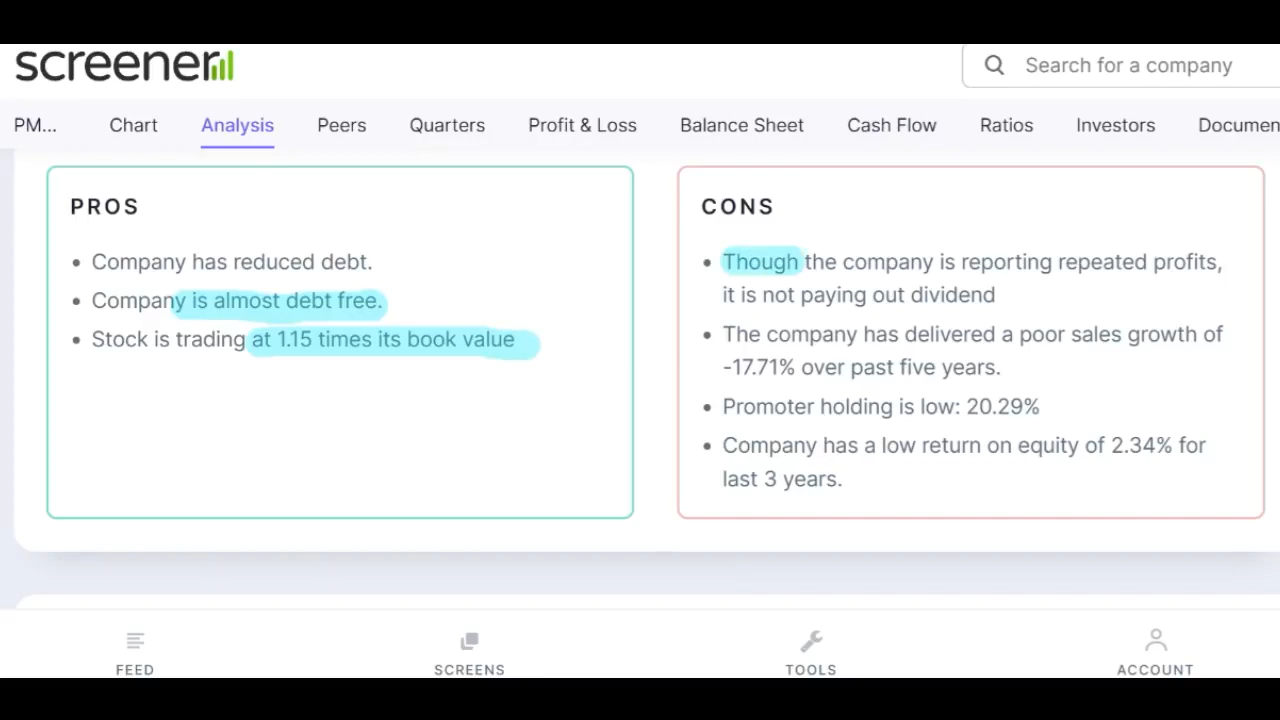 screener
Search for a company
PM... Chart Analysis Peers Quarters Profit & Loss Balance Sheet Cash Flow Ratios Investors Documen
PROS
• Company has reduced debt.
• Company is almost debt free.
• Stock is trading at 1.15 times its book value
CONS
• Though the company is reporting repeated profits,
it is not paying out dividend
• The company has delivered a poor sales growth of
-17.71% over past five years.
• Promoter holding is low: 20.29%
• Company has a low return on equity of 2.34% for
last 3 years.
FEED SCREENS TOOLS ACCOUNT